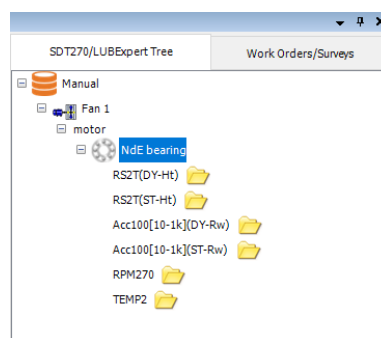 SDT270/LUBExpert Tree
Work Orders/Surveys
Manual
Fan 1
motor
NdE bearing
RS2T(DY-Ht)
RS2T(ST-Ht)
Acc100[10-1k](DY-Rw)
Acc100[10-1k](ST-Rw)
RPM270
TEMP2